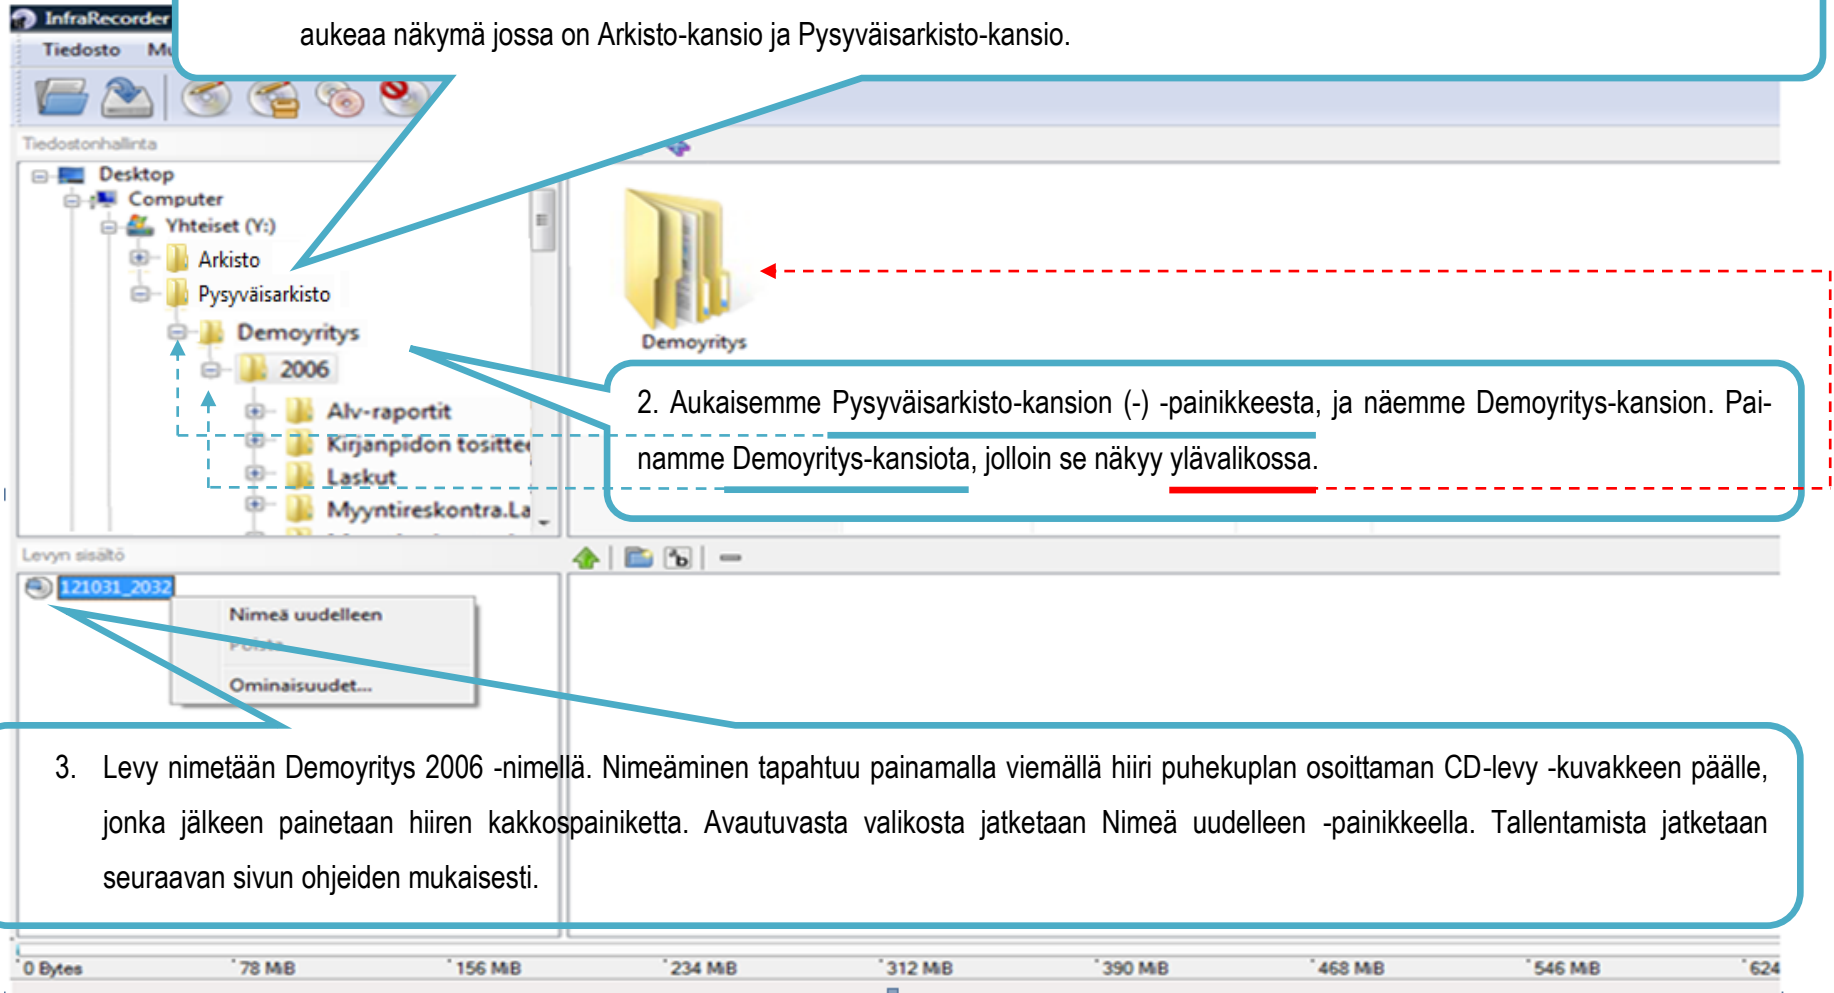 InfraRecorder
aukeaa näkymä jossa on Arkisto-kansio ja Pysyväisarkisto-kansio.
Tiedosto
Tiedostonhallinta
Desktop
Computer
Yhteiset (Y:)
Arkisto
Pysyväisarkisto
Demoyritys
2006
Alv-raportit
Kirjanpidon tosittee
Laskut
Myyntireskontra.La
Demoyritys
2. Aukaisemme Pysyväisarkisto-kansion (-) -painikkeesta, ja näemme Demoyritys-kansion. Pai-
namme Demoyritys-kansiota, jolloin se näkyy ylävalikossa.
Levyn sisältö
121031_2032
Nimeä uudelleen
Poista
Ominaisuudet...
3. Levy nimetään Demoyritys 2006 -nimellä. Nimeäminen tapahtuu painamalla viemällä hiiri puhekuplan osoittaman CD-levy -kuvakkeen päälle,
jonka jälkeen painetaan hiiren kakkospainiketta. Avautuvasta valikosta jatketaan Nimeä uudelleen -painikkeella. Tallentamista jatketaan
seuraavan sivun ohjeiden mukaisesti.
0 Bytes 78 MiB 156 MiB 234 MiB 312 MiB 390 MiB 468 MiB 546 MiB 624